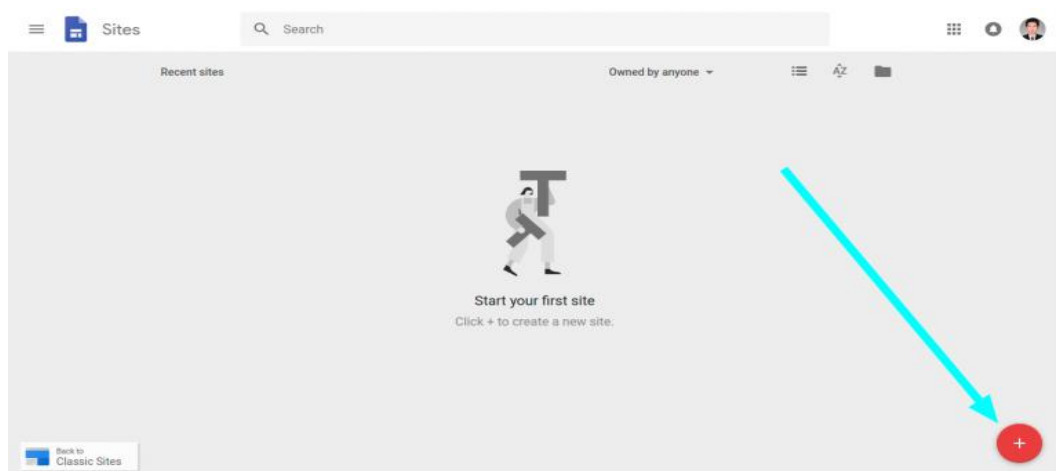 Sites
Search
Recent sites
Owned by anyone
AZ
Start your first site
Click + to create a new site.
Back to
Classic Sites
+